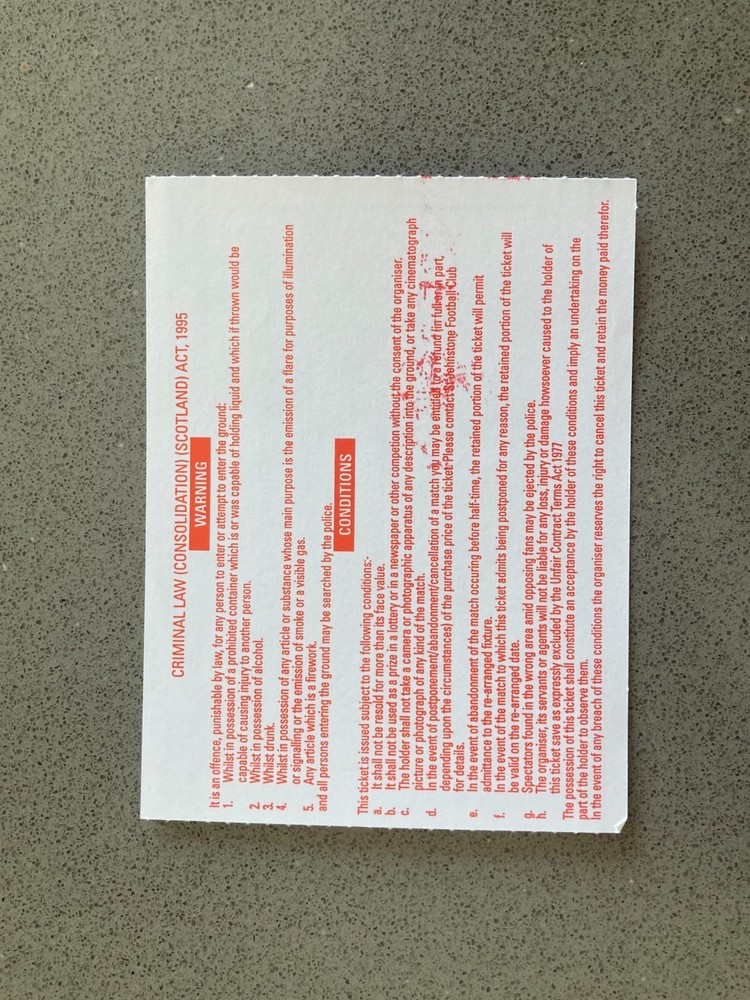 CRIMINAL LAW (CONSOLIDATION) (SCOTLAND) ACT, 1995
WARNING
It is an offence, punishable by law, for any person to enter or attempt to enter the ground:
1. Whilst in possession of a prohibited container which is or was capable of holding liquid and which if thrown would be
capable of causing injury to another person.
2. Whilst in possession of alcohol.
3. Whilst drunk.
4. Whilst in possession of any article or substance whose main purpose is the emission of a flare for purposes of illumination
or signalling or the emission of smoke or a visible gas.
5. Any article which is a firework.
and all persons entering the ground may be searched by the police.
CONDITIONS
This ticket is issued subject to the following conditions:-
a. It shall not be resold for more than its face value.
b. It shall not be used as a prize in a lottery or in a newspaper or other competion without the consent of the organiser.
c. The holder shall not take a camera or photographic apparatus of any description into the ground, or take any cinematograph
picture or photograph of any kind of the match.
d. In the event of postponement/abandonment/cancellation of a match you may be entitled to a refund (in full or in part,
depending upon the circumstances) of the purchase price of the ticket. Please contact St Johnstone Football Club
for details.
e. In the event of abandonment of the match occuring before half-time, the retained portion of the ticket will permit
admittance to the re-arranged fixture.
f. In the event of the match to which this ticket admits being postponed for any reason, the retained portion of the ticket will
be valid on the re-arranged date.
g. Spectators found in the wrong area amid opposing fans may be ejected by the police.
h. The organiser, its servants or agents will not be liable for any loss, injury or damage howsoever caused to the holder of
this ticket save as expressly excluded by the Unfair Contract Terms Act 1977
The possession of this ticket shall constitute an acceptance by the holder of these conditions and imply an undertaking on the
part of the holder to observe them.
In the event of any breach of these conditions the organiser reserves the right to cancel this ticket and retain the money paid therefor.